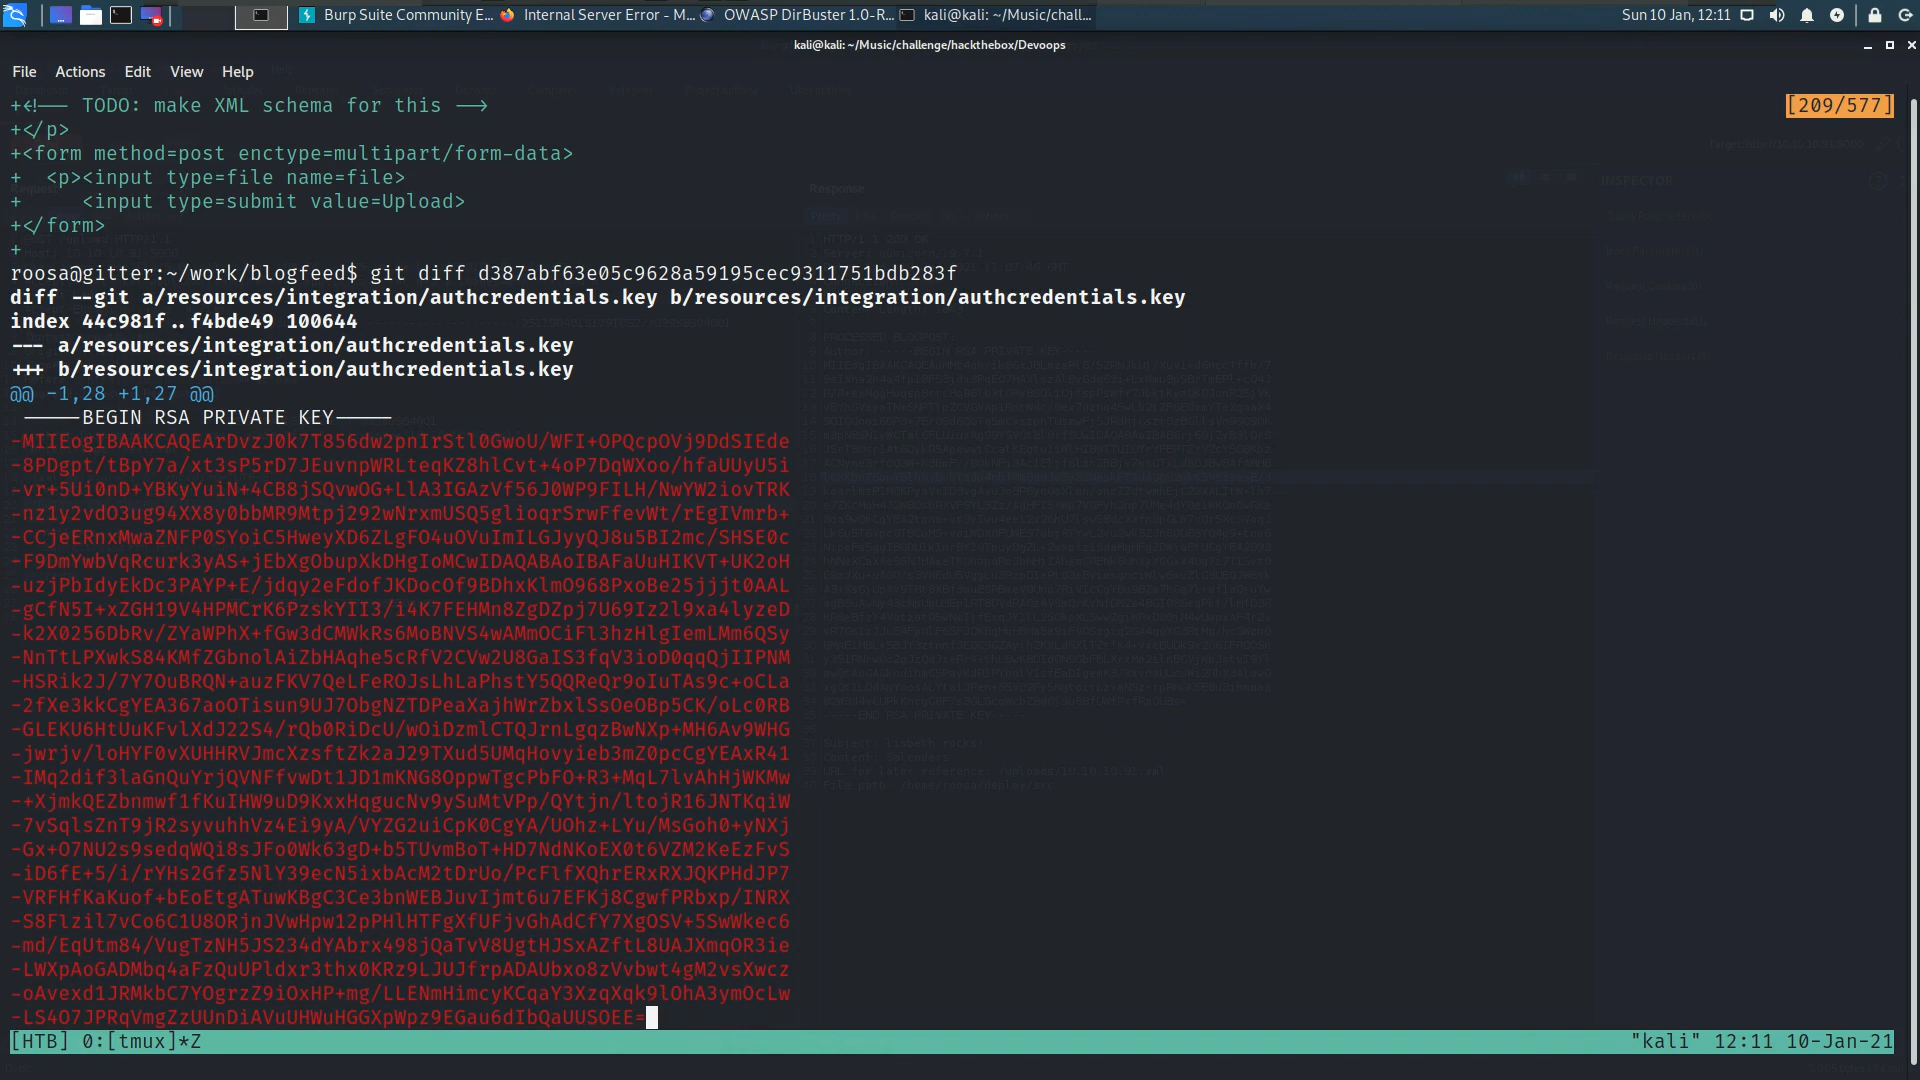 Burp Suite Community E...
Internal Server Error - M...
OWASP DirBuster 1.0-R...
kali@kali: ~/Music/chall...
Sun 10 Jan, 12:11
kali@kali: ~/Music/challenge/hackthebox/Devoops
File Actions Edit View Help
+<!-- TODO: make XML schema for this -->
[209/577]
+</p>
+<form method=post enctype=multipart/form-data>
+  <p><input type=file name=file>
+     <input type=submit value=Upload>
+</form>
+
roosa@gitter:~/work/blogfeed$ git diff d387abf63e05c9628a59195cec9311751bdb283f
diff --git a/resources/integration/authcredentials.key b/resources/integration/authcredentials.key
index 44c981f..f4bde49 100644
--- a/resources/integration/authcredentials.key
+++ b/resources/integration/authcredentials.key
@@ -1,28 +1,27 @@
 -----BEGIN RSA PRIVATE KEY-----
-MIIEogIBAAKCAQEArDvzJ0k7T856dw2pnIrStl0GwoU/WFI+OPQcpOVj9DdSIEde
-8PDgpt/tBpY7a/xt3sP5rD7JEuvnpWRLteqKZ8hlCvt+4oP7DqWXoo/hfaUUyU5i
-vr+5Ui0nD+YBKyYuiN+4CB8jSQvwOG+LlA3IGAzVf56J0WP9FILH/NwYW2iovTRK
-nz1y2vdO3ug94XX8y0bbMR9Mtpj292wNrxmUSQ5glioqrSrwFfevWt/rEgIVmrb+
-CCjeERnxMwaZNFP0SYoiC5HweyXD6ZLgFO4uOVuImILGJyyQJ8u5BI2mc/SHSE0c
-F9DmYwbVqRcurk3yAS+jEbXgObupXkDHgIoMCwIDAQABAoIBAFaUuHIKVT+UK2oH
-uzjPbIdyEkDc3PAYP+E/jdqy2eFdofJKDocOf9BDhxKlmO968PxoBe25jjjt0AAL
-gCfN5I+xZGH19V4HPMCrK6PzskYII3/i4K7FEHMn8ZgDZpj7U69Iz2l9xa4lyzeD
-k2X0256DbRv/ZYaWPhX+fGw3dCMWkRs6MoBNVS4wAMmOCiFl3hzHlgIemLMm6QSy
-NnTtLPXwkS84KMfZGbnolAiZbHAqhe5cRfV2CVw2U8GaIS3fqV3ioD0qqQjIIPNM
-HSRik2J/7Y7OuBRQN+auzFKV7QeLFeROJsLhLaPhstY5QQReQr9oIuTAs9c+oCLa
-2fXe3kkCgYEA367aoOTisun9UJ7ObgNZTDPeaXajhWrZbxlSsOeOBp5CK/oLc0RB
-GLEKU6HtUuKFvlXdJ22S4/rQb0RiDcU/wOiDzmlCTQJrnLgqzBwNXp+MH6Av9WHG
-jwrjv/loHYF0vXUHHRVJmcXzsftZk2aJ29TXud5UMqHovyieb3mZ0pcCgYEAxR41
-IMq2dif3laGnQuYrjQVNFfvwDt1JD1mKNG8OppwTgcPbFO+R3+MqL7lvAhHjWKMw
-+XjmkQEZbnmwf1fKuIHW9uD9KxxHqgucNv9ySuMtVPp/QYtjn/ltojR16JNTKqiW
-7vSqlsZnT9jR2syvuhhVz4Ei9yA/VYZG2uiCpK0CgYA/UOhz+LYu/MsGoh0+yNXj
-Gx+O7NU2s9sedqWQi8sJFo0Wk63gD+b5TUvmBoT+HD7NdNKoEX0t6VZM2KeEzFvS
-iD6fE+5/i/rYHs2Gfz5NlY39ecN5ixbAcM2tDrUo/PcFlfXQhrERxRXJQKPHdJP7
-VRFHfKaKuof+bEoEtgATuwKBgC3Ce3bnWEBJuvIjmt6u7EFKj8CgwfPRbxp/INRX
-S8Flzil7vCo6C1U8ORjnJVwHpw12pPHlHTFgXfUFjvGhAdCfY7XgOSV+5SwWkec6
-md/EqUtm84/VugTzNH5JS234dYAbrx498jQaTvV8UgtHJSxAZftL8UAJXmqOR3ie
-LWXpAoGADMbq4aFzQuUPldxr3thx0KRz9LJUJfrpADAUbxo8zVvbwt4gM2vsXwcz
-oAvexd1JRMkbC7YOgrzZ9iOxHP+mg/LLENmHimcyKCqaY3XzqXqk9lOhA3ymOcLw
-LS4O7JPRqVmgZzUUnDiAVuUHWuHGGXpWpz9EGau6dIbQaUUSOEE=
[HTB] 0:[tmux]*Z
"kali" 12:11 10-Jan-21